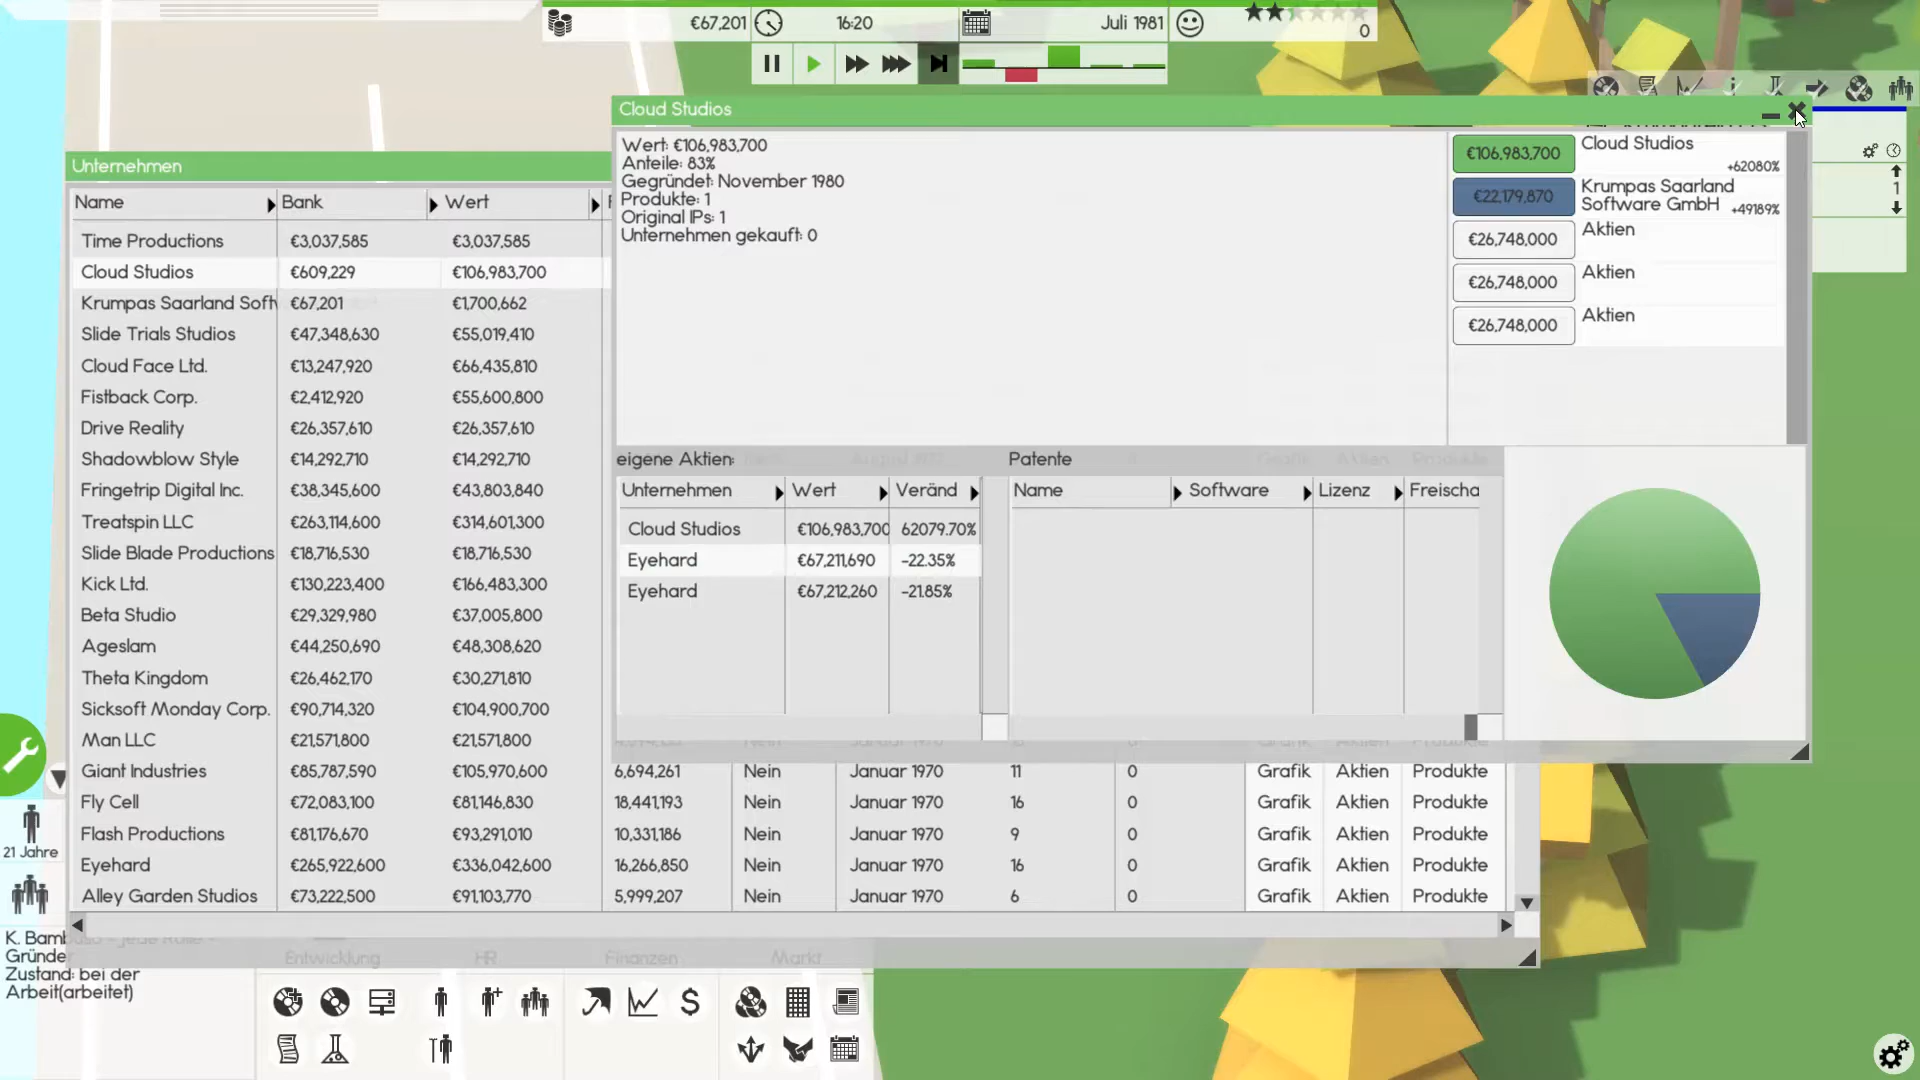 €67,201
16:20
Juli 1981
0
Cloud Studios
Wert: €106,983,700
Anteile: 83%
Gegründet: November 1980
Produkte: 1
Original IPs: 1
Unternehmen gekauft: 0
€106,983,700 Cloud Studios +62080%
€22,179,870 Krumpas Saarland Software GmbH +49189%
€26,748,000 Aktien
€26,748,000 Aktien
€26,748,000 Aktien
1
eigene Aktien:
Unternehmen Wert Veränd
Cloud Studios €106,983,700 62079.70%
Eyehard €67,211,690 -22.35%
Eyehard €67,212,260 -21.85%
Patente
Name Software Lizenz Freischa
Unternehmen
Name Bank Wert
Time Productions €3,037,585 €3,037,585
Cloud Studios €609,229 €106,983,700
Krumpas Saarland Softw €67,201 €1,700,662
Slide Trials Studios €47,348,630 €55,019,410
Cloud Face Ltd. €13,247,920 €66,435,810
Fistback Corp. €2,412,920 €55,600,800
Drive Reality €26,357,610 €26,357,610
Shadowblow Style €14,292,710 €14,292,710
Fringetrip Digital Inc. €38,345,600 €43,803,840
Treatspin LLC €263,114,600 €314,601,300
Slide Blade Productions €18,716,530 €18,716,530
Kick Ltd. €130,223,400 €166,483,300
Beta Studio €29,329,980 €37,005,800
Ageslam €44,250,690 €48,308,620
Theta Kingdom €26,462,170 €30,271,810
Sicksoft Monday Corp. €90,714,320 €104,900,700
Man LLC €21,571,800 €21,571,800
Giant Industries €85,787,590 €105,970,600 6,694,261 Nein Januar 1970 11 0 Grafik Aktien Produkte
Fly Cell €72,083,100 €81,146,830 18,441,193 Nein Januar 1970 16 0 Grafik Aktien Produkte
Flash Productions €81,176,670 €93,291,010 10,331,186 Nein Januar 1970 9 0 Grafik Aktien Produkte
Eyehard €265,922,600 €336,042,600 16,266,850 Nein Januar 1970 16 0 Grafik Aktien Produkte
Alley Garden Studios €73,222,500 €91,103,770 5,999,207 Nein Januar 1970 6 0 Grafik Aktien Produkte
21 Jahre
Gründer
Zustand: bei der
Arbeit(arbeitet)
Entwicklung HR Finanzen Markt